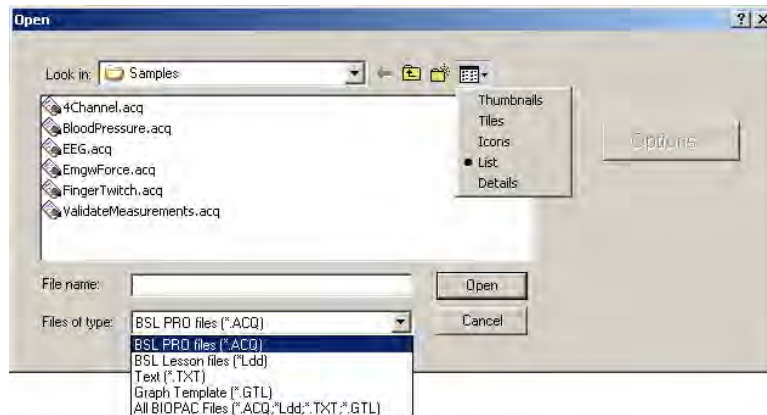 Open
Look in: Samples
4Channel.acq
BloodPressure.acq
EEG.acq
EmgwForce.acq
FingerTwitch.acq
ValidateMeasurements.acq
Thumbnails
Tiles
Icons
List
Details
Options
File name:
Open
Files of type: BSL PRO files (*.ACQ)
Cancel
BSL PRO files (*.ACQ)
BSL Lesson files (*Ldd)
Text (*.TXT)
Graph Template (*.GTL)
All BIOPAC Files (*.ACQ;*Ldd;*.TXT;*.GTL)